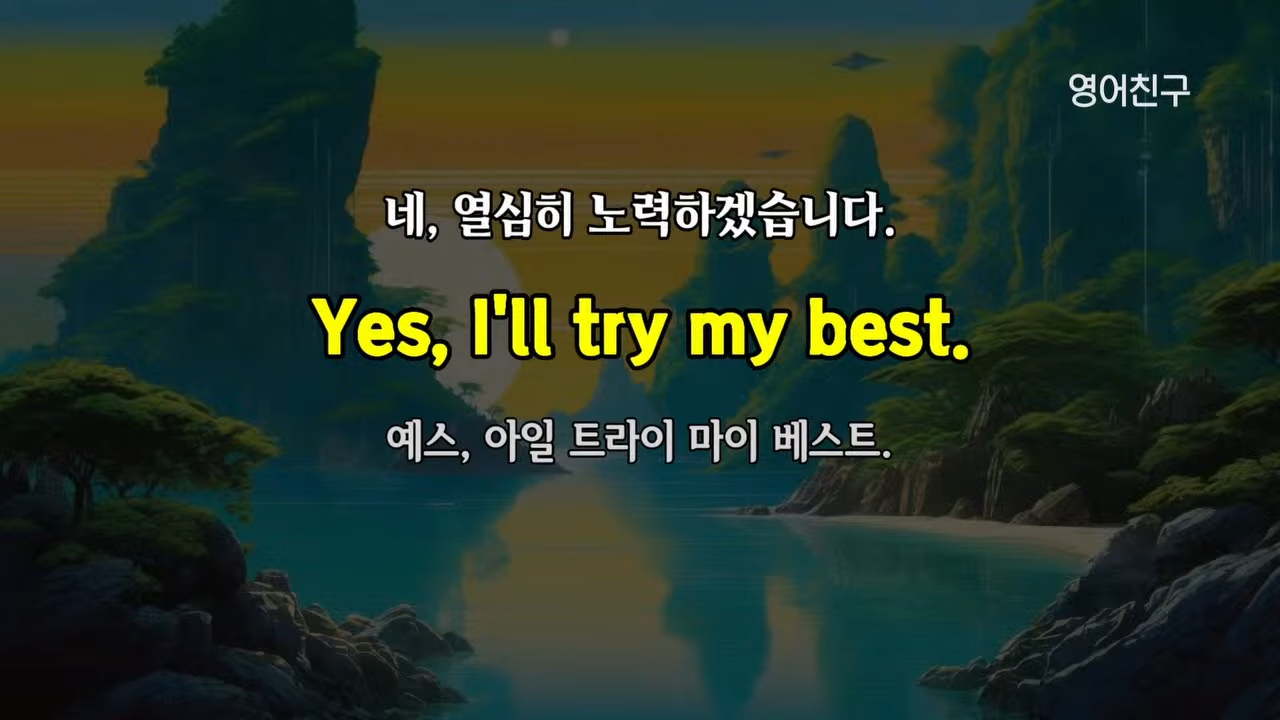 영어친구
네, 열심히 노력하겠습니다.
Yes, I'll try my best.
예스, 아일 트라이 마이 베스트.